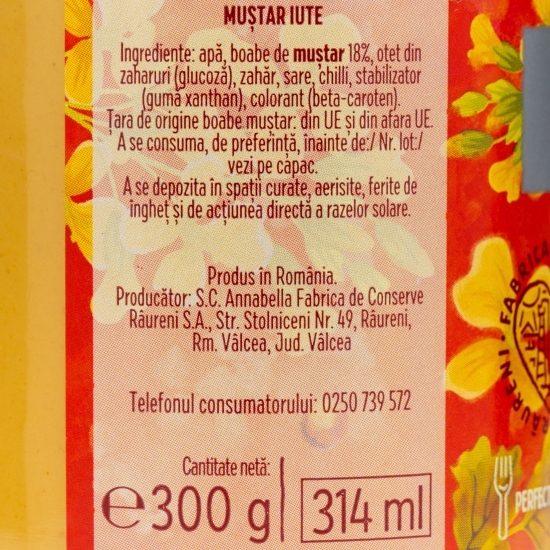 MUȘTAR IUTE
Ingrediente: apă, boabe de muștar 18%, oțet din
zaharuri (glucoză), zahăr, sare, chilli, stabilizator
(gumă xanthan), colorant (beta-caroten).
Țara de origine boabe mustar: din UE și din afara UE.
A se consuma, de preferință, înainte de:/ Nr. lot:/
vezi pe capac.
A se depozita în spații curate, aerisite, ferite de
îngheț și de acțiunea directă a razelor solare.
Produs în România.
Producător: S.C. Annabella Fabrica de Conserve
Râureni S.A., Str. Stolniceni Nr. 49, Râureni,
Rm. Vâlcea, Jud. Vâlcea
Telefonul consumatorului: 0250 739 572
Cantitate netă:
℮300 g
314 ml
RÂURENI · FABRICA
PERFECT